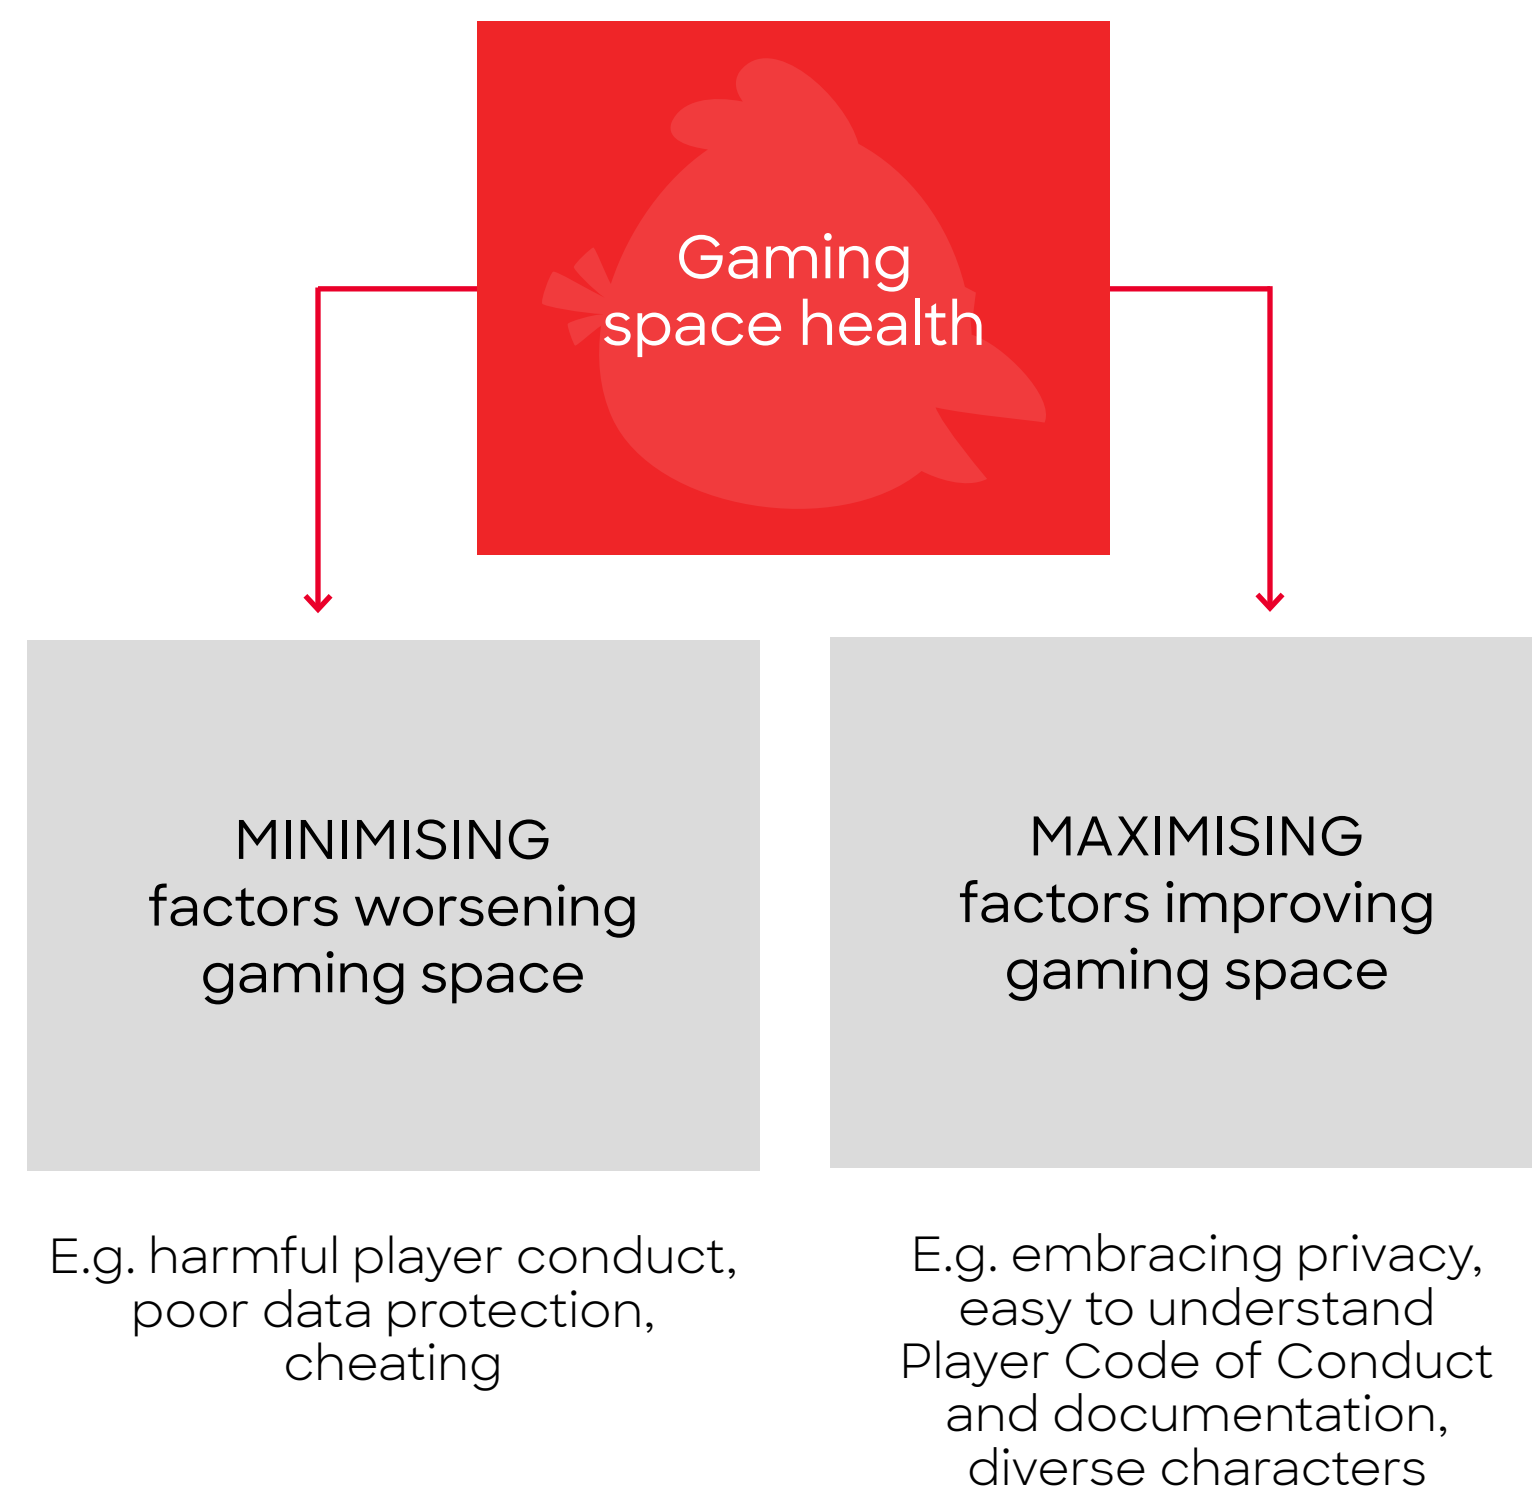 Gaming
space health
MINIMISING
factors worsening
gaming space
MAXIMISING
factors improving
gaming space
E.g. harmful player conduct,
poor data protection,
cheating
E.g. embracing privacy,
easy to understand
Player Code of Conduct
and documentation,
diverse characters